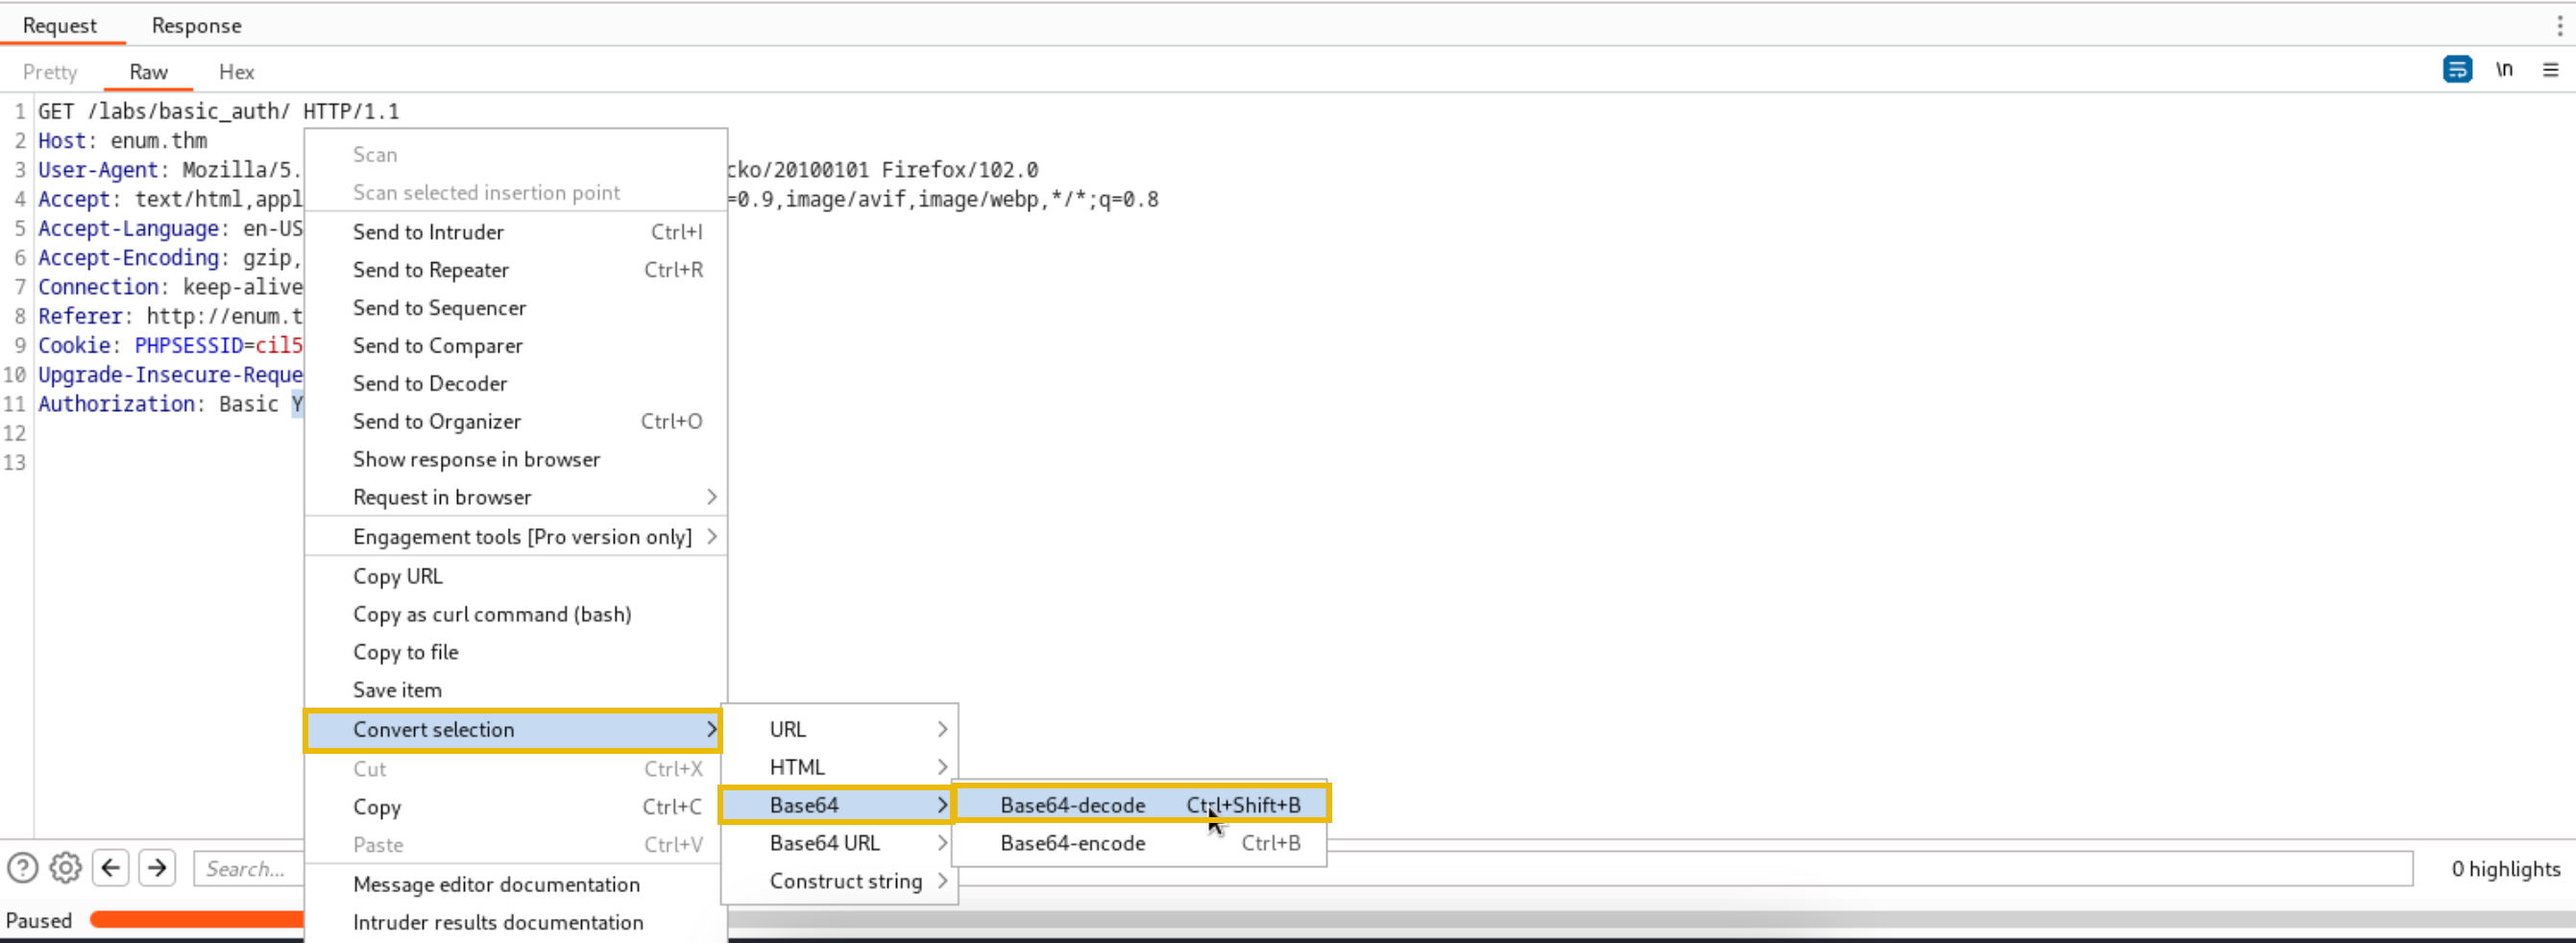 Request Response
Pretty Raw Hex
\n
1 GET /labs/basic_auth/ HTTP/1.1
2 Host: enum.thm
3 User-Agent: Mozilla/5. cko/20100101 Firefox/102.0
4 Accept: text/html,appl =0.9,image/avif,image/webp,*/*;q=0.8
5 Accept-Language: en-US
6 Accept-Encoding: gzip,
7 Connection: keep-alive
8 Referer: http://enum.t
9 Cookie: PHPSESSID=cil5
10 Upgrade-Insecure-Reque
11 Authorization: Basic Y
12
13
Scan
Scan selected insertion point
Send to Intruder Ctrl+I
Send to Repeater Ctrl+R
Send to Sequencer
Send to Comparer
Send to Decoder
Send to Organizer Ctrl+O
Show response in browser
Request in browser
Engagement tools [Pro version only]
Copy URL
Copy as curl command (bash)
Copy to file
Save item
Convert selection
Cut Ctrl+X
Copy Ctrl+C
Paste Ctrl+V
Message editor documentation
Intruder results documentation
URL
HTML
Base64
Base64 URL
Construct string
Base64-decode Ctrl+Shift+B
Base64-encode Ctrl+B
Search...
0 highlights
Paused